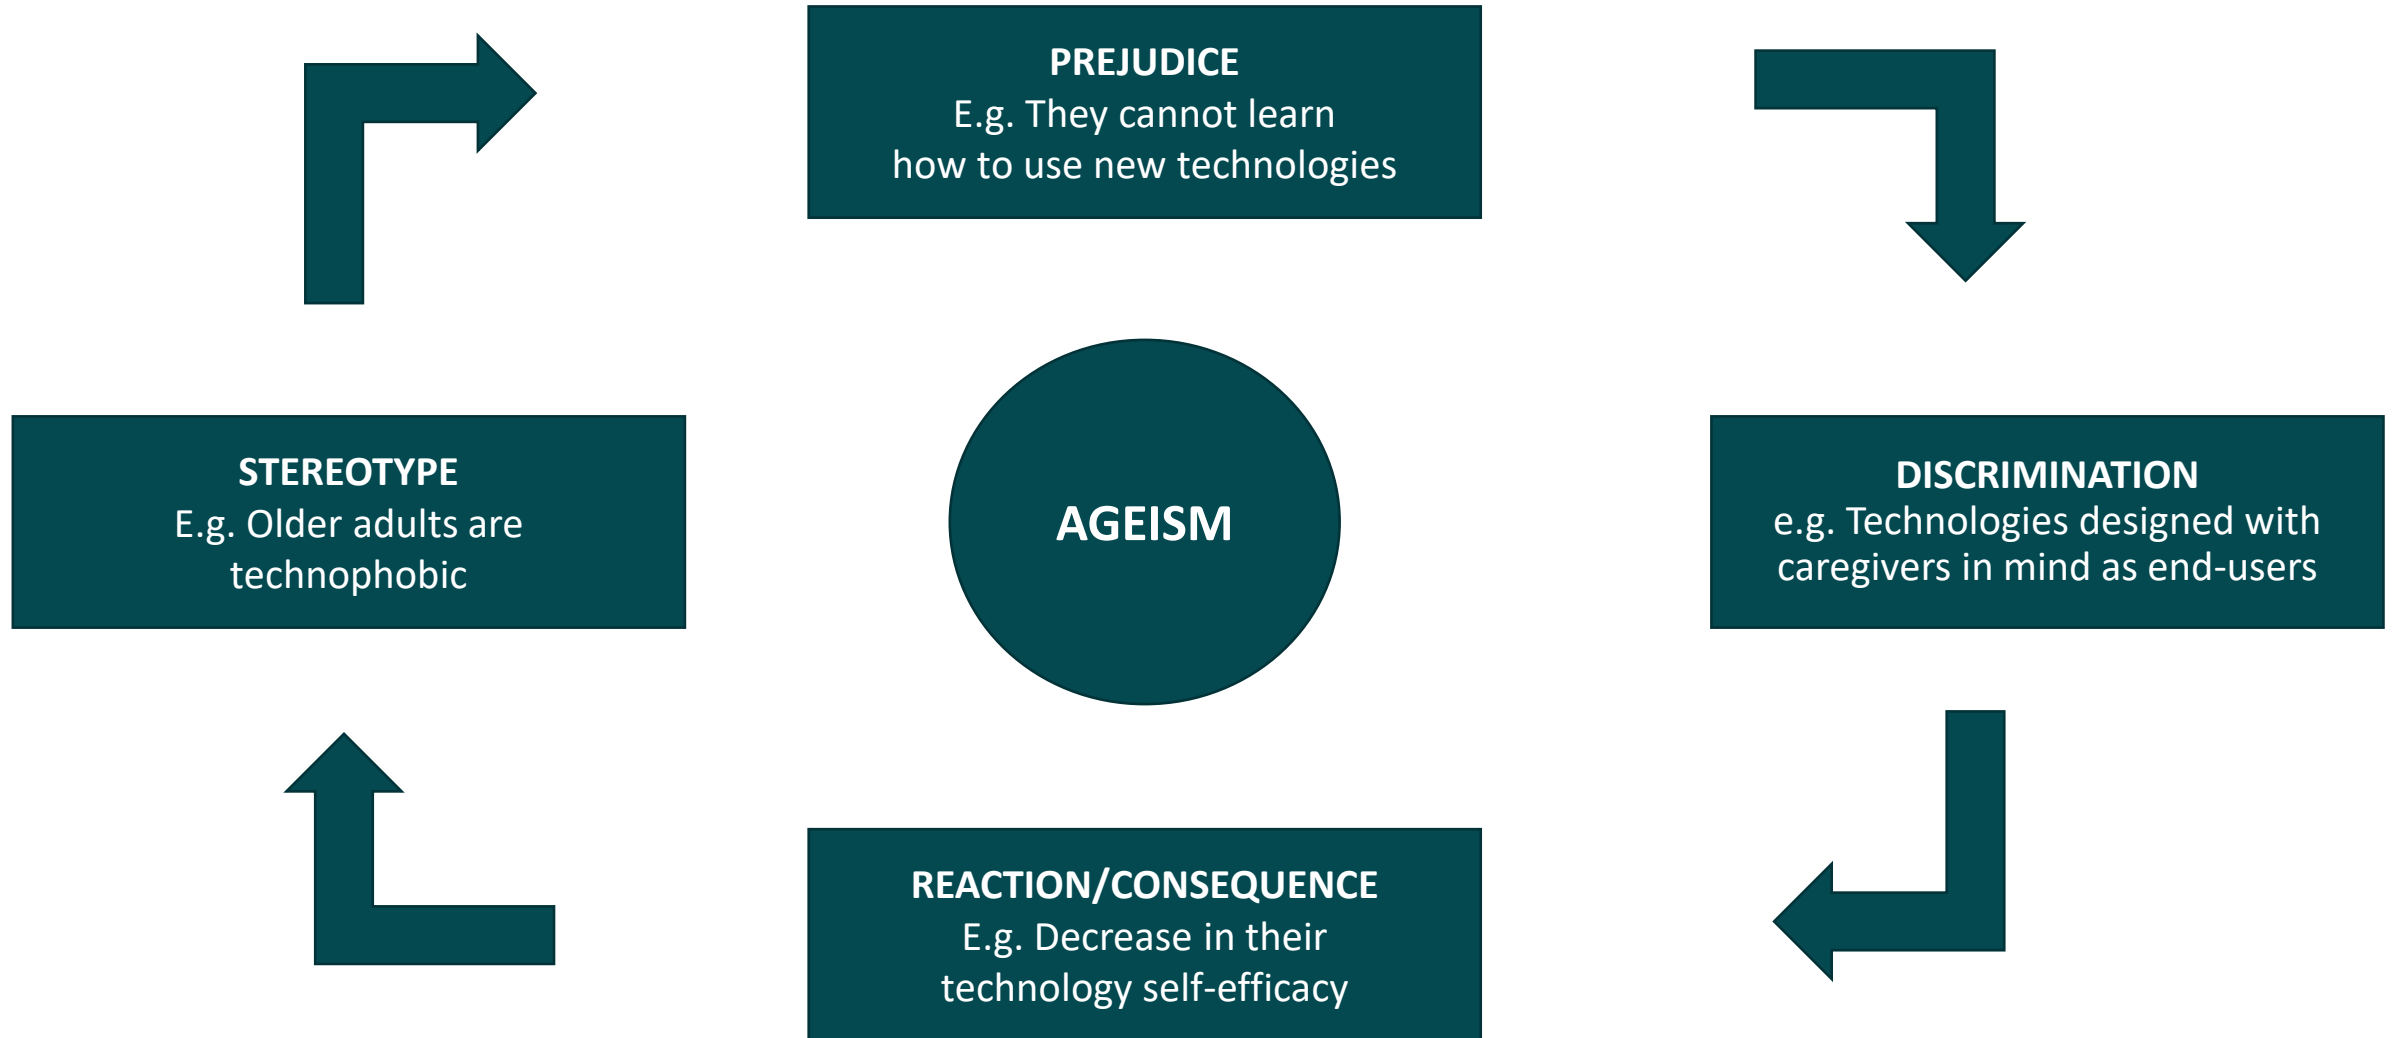 PREJUDICE
E.g. They cannot learn
how to use new technologies
STEREOTYPE
E.g. Older adults are
technophobic
AGEISM
DISCRIMINATION
e.g. Technologies designed with
caregivers in mind as end-users
REACTION/CONSEQUENCE
E.g. Decrease in their
technology self-efficacy